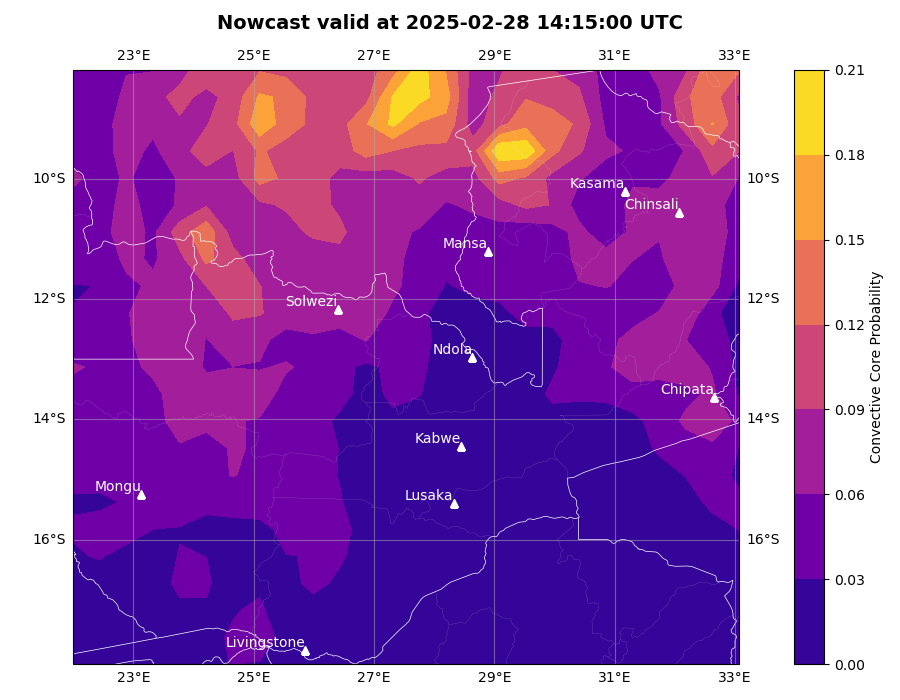 Nowcast valid at 2025-02-28 14:15:00 UTC
23°E 25°E 27°E 29°E 31°E 33°E
0.21
0.18
10°S Kasama 10°S
Chinsali
0.15
Mansa
12°S Solwezi 12°S
0.12
Ndola
Chipata
0.09
14°S 14°S
Kabwe
Mongu Lusaka
0.06
16°S 16°S
0.03
Livingstone
0.00
23°E 25°E 27°E 29°E 31°E 33°E
Convective Core Probability